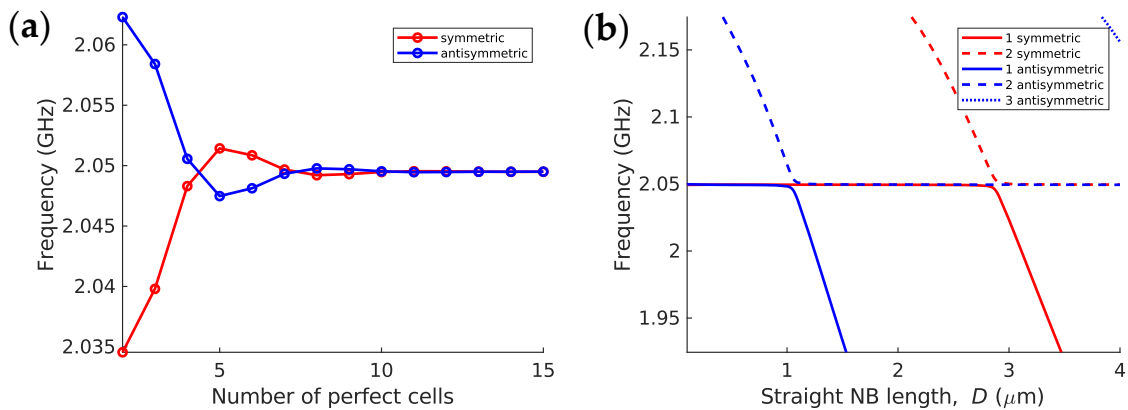 (a)
symmetric
antisymmetric
2.06
2.055
2.05
2.045
2.04
2.035
Frequency (GHz)
5
10
15
Number of perfect cells
(b)
1 symmetric
2 symmetric
1 antisymmetric
2 antisymmetric
3 antisymmetric
2.15
2.1
2.05
2
1.95
Frequency (GHz)
1
2
3
4
Straight NB length, D (μm)